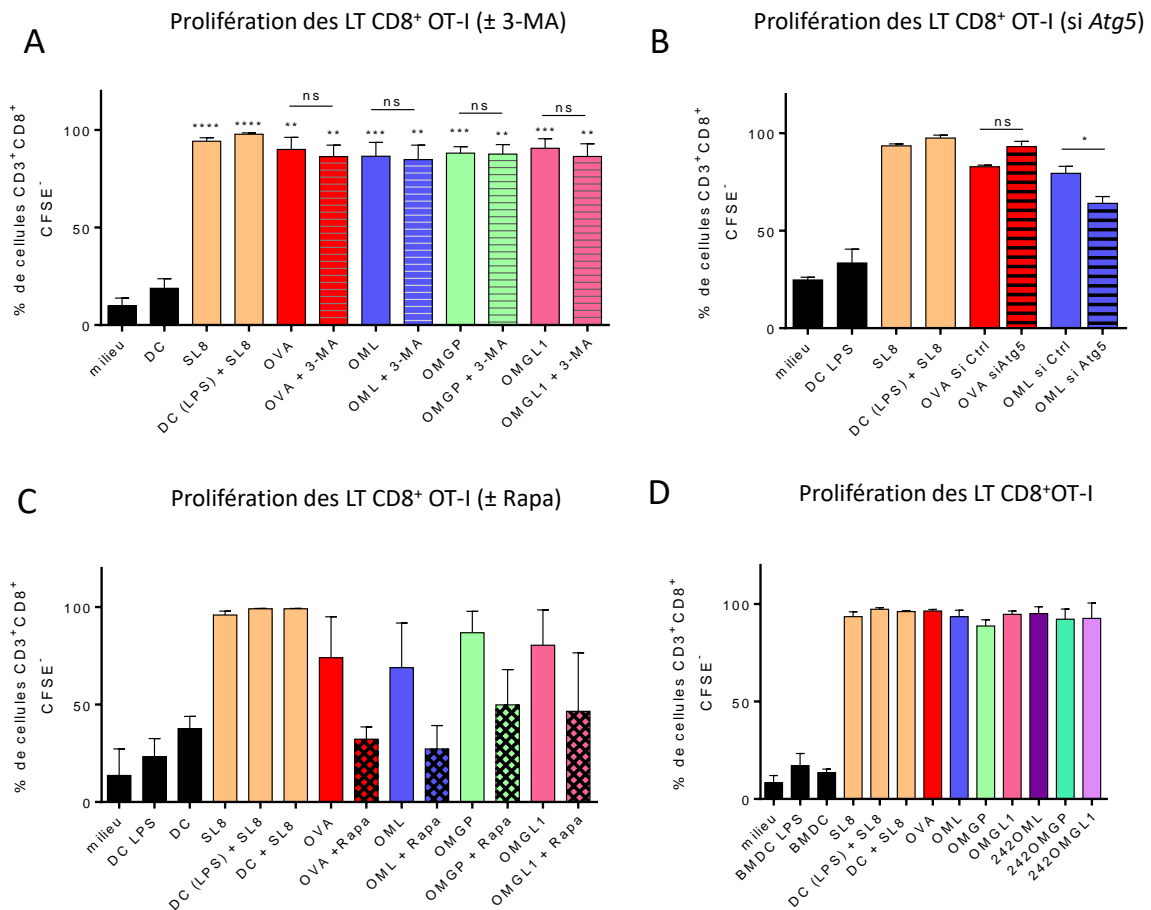 A
Prolifération des LT CD8+ OT-I (± 3-MA)
% de cellules CD3+CD8+
CFSE-
100
50
0
**** **** ** ** *** ** *** ** *** **
ns ns ns ns
milieu
DC
SL8
DC (LPS) + SL8
OVA
OVA + 3-MA
OML
OML + 3-MA
OMGP
OMGP + 3-MA
OMGL1
OMGL1 + 3-MA
B
Prolifération des LT CD8+ OT-I (si Atg5)
% de cellules CD3+CD8+
CFSE-
100
50
0
ns *
milieu
DC LPS
SL8
DC (LPS) + SL8
OVA Si Ctrl
OVA siAtg5
OML si Ctrl
OML si Atg5
C
Prolifération des LT CD8+ OT-I (± Rapa)
% de cellules CD3+CD8+
CFSE-
100
50
0
milieu
DC LPS
DC
SL8
DC (LPS) + SL8
DC + SL8
OVA
OVA +Rapa
OML
OML + Rapa
OMGP
OMGP + Rapa
OMGL1
OMGL1 + Rapa
D
Prolifération des LT CD8+OT-I
% de cellules CD3+CD8+
CFSE-
100
50
0
milieu
BMDC LPS
BMDC
SL8
DC (LPS) + SL8
DC + SL8
OVA
OML
OMGP
OMGL1
242OML
242OMGP
242OMGL1